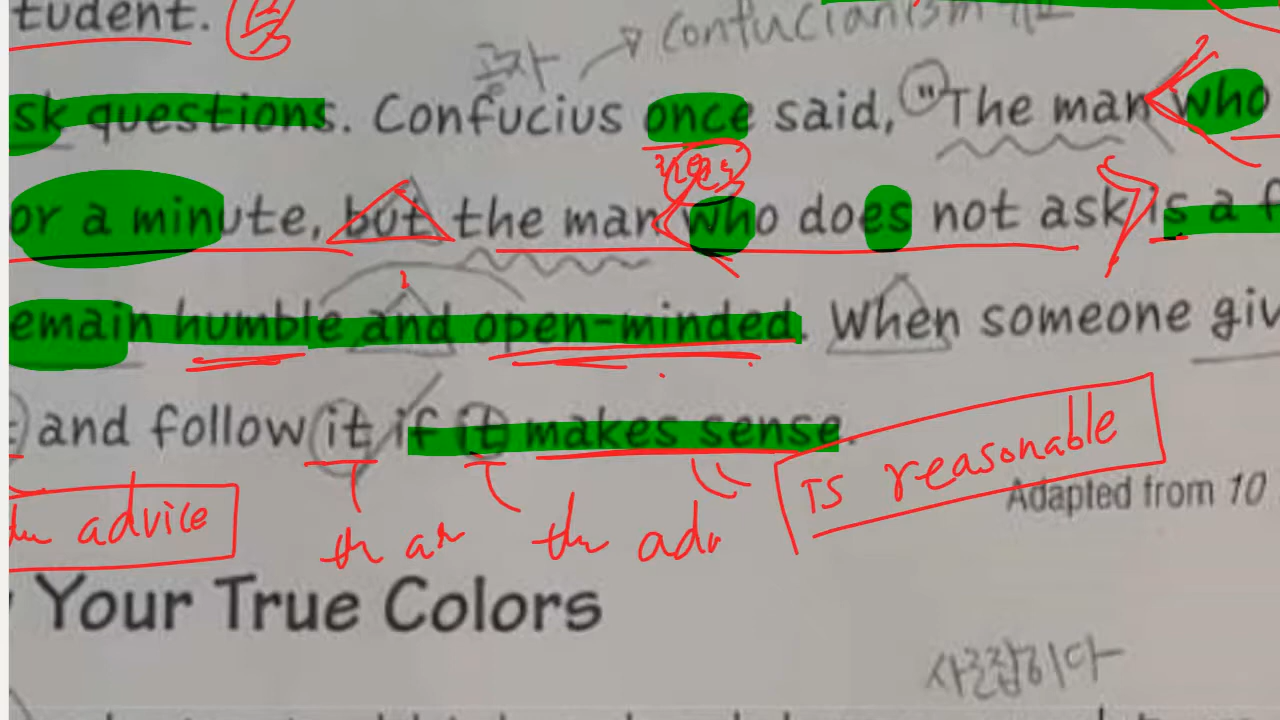 tudent.
Confucianism
공자
sk questions. Confucius once said, "The man who
or a minute, but the man who does not ask is a f
emain humble and open-minded. When someone giv
and follow it if it makes sense.
is reasonable
advice
the adv
Adapted from 10
Your True Colors
사로잡히다